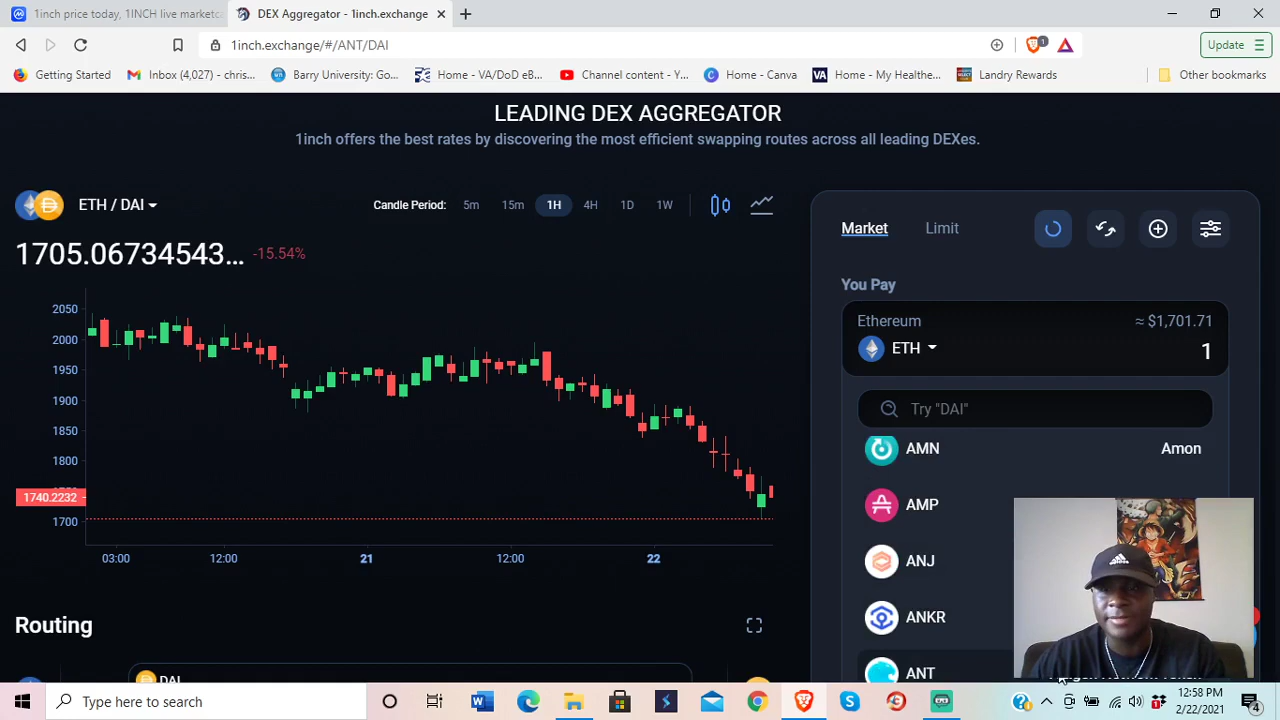 1inch price today, 1INCH live marketc
DEX Aggregator - 1inch.exchange
1inch.exchange/#/ANT/DAI
1
Update
Getting Started
Inbox (4,027) - chris...
Barry University: Go...
Home - VA/DoD eB...
Channel content - Y...
Home - Canva
VA
Home - My Healthe...
Landry Rewards
Other bookmarks
LEADING DEX AGGREGATOR
1inch offers the best rates by discovering the most efficient swapping routes across all leading DEXes.
ETH / DAI
Candle Period:
5m
15m
1H
4H
1D
1W
1705.06734543...
-15.54%
2050
2000
1950
1900
1850
1800
1740.2232
1700
03:00
12:00
21
12:00
22
Routing
DAI
Market
Limit
You Pay
Ethereum
≈ $1,701.71
ETH
1
Try "DAI"
AMN
Amon
AMP
ANJ
ANKR
ANT
Type here to search
12:58 PM
2/22/2021
4